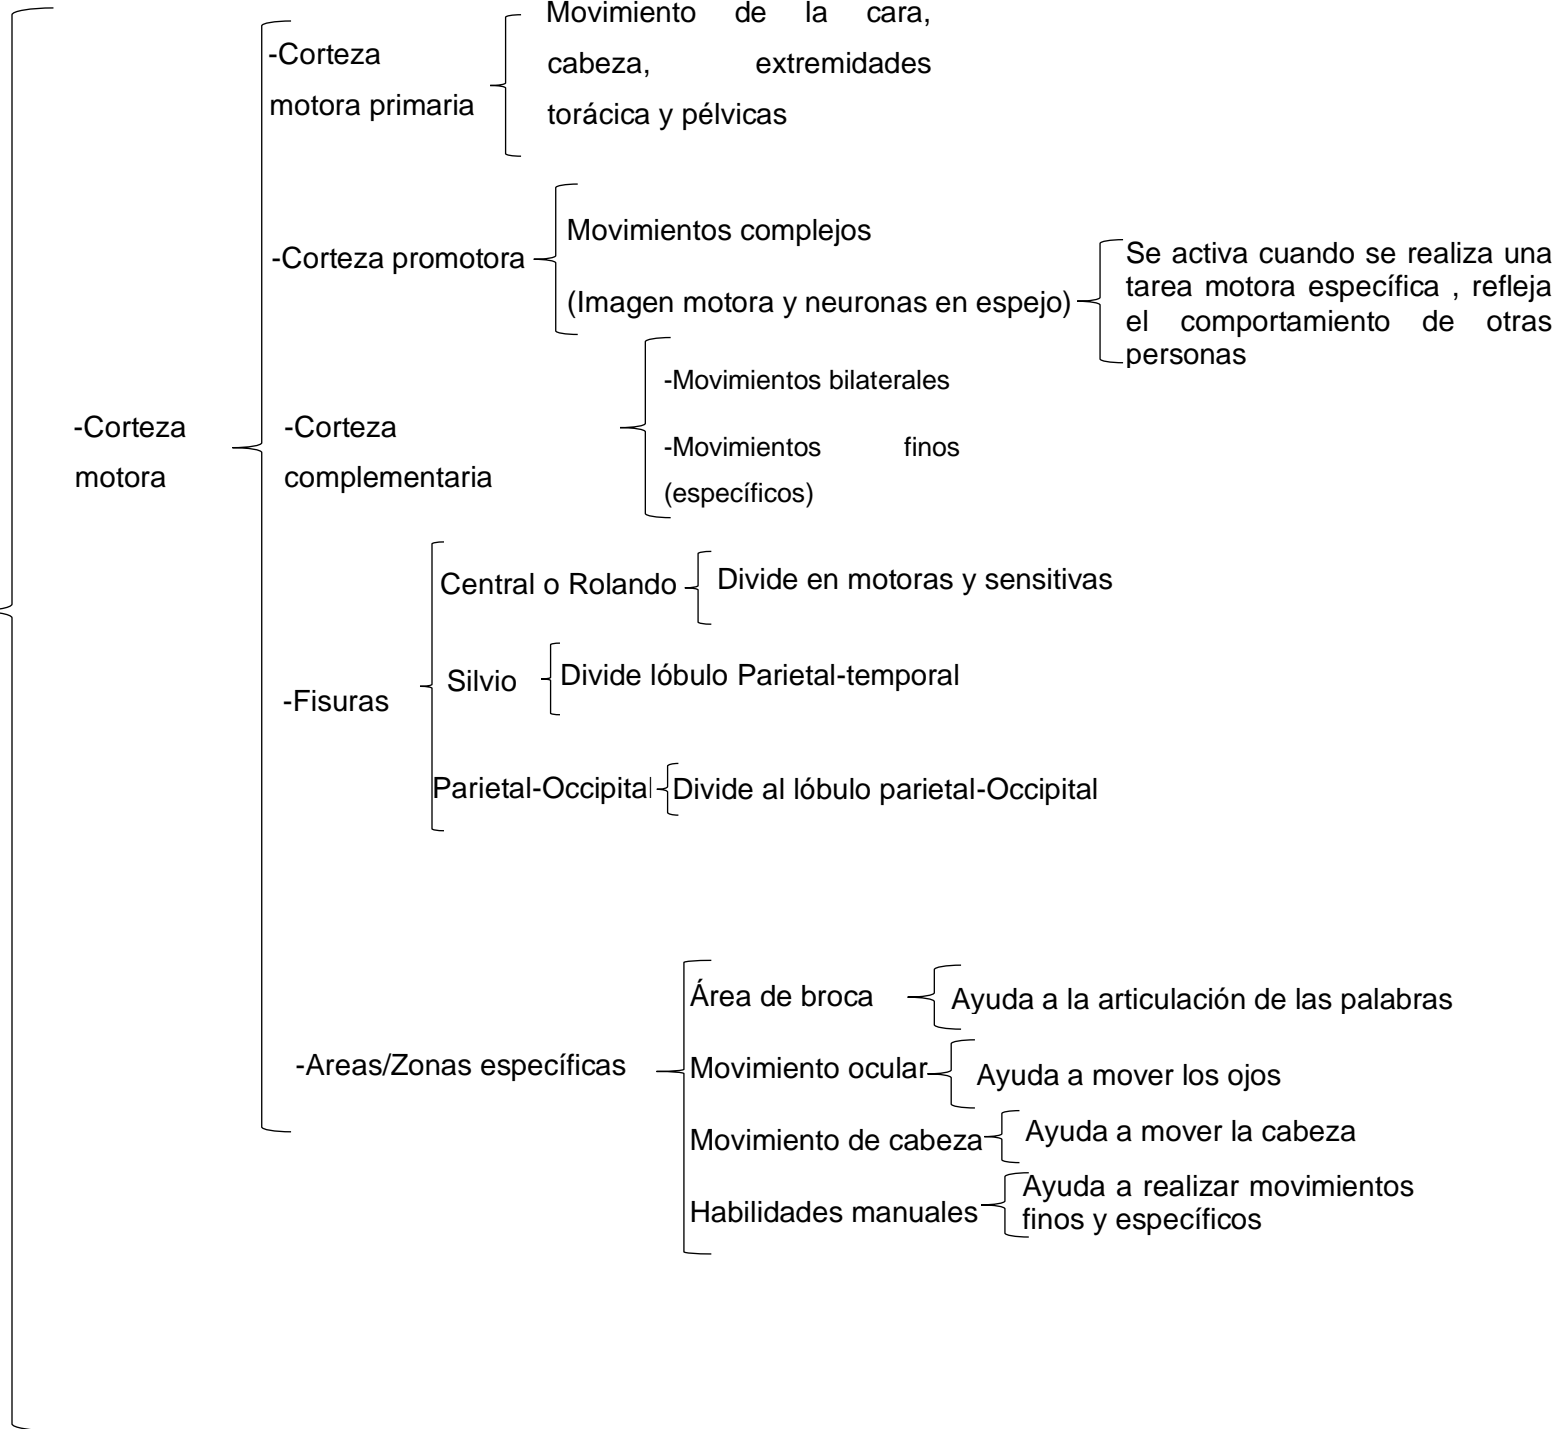 -Corteza
motora
-Corteza
motora primaria
Movimiento de la cara,
cabeza, extremidades
torácica y pélvicas
-Corteza promotora
Movimientos complejos
(Imagen motora y neuronas en espejo)
Se activa cuando se realiza una
tarea motora específica , refleja
el comportamiento de otras
personas
-Corteza
complementaria
-Movimientos bilaterales
-Movimientos finos
(específicos)
-Fisuras
Central o Rolando
Divide en motoras y sensitivas
Silvio
Divide lóbulo Parietal-temporal
Parietal-Occipital
Divide al lóbulo parietal-Occipital
-Areas/Zonas específicas
Área de broca
Ayuda a la articulación de las palabras
Movimiento ocular
Ayuda a mover los ojos
Movimiento de cabeza
Ayuda a mover la cabeza
Habilidades manuales
Ayuda a realizar movimientos
finos y específicos